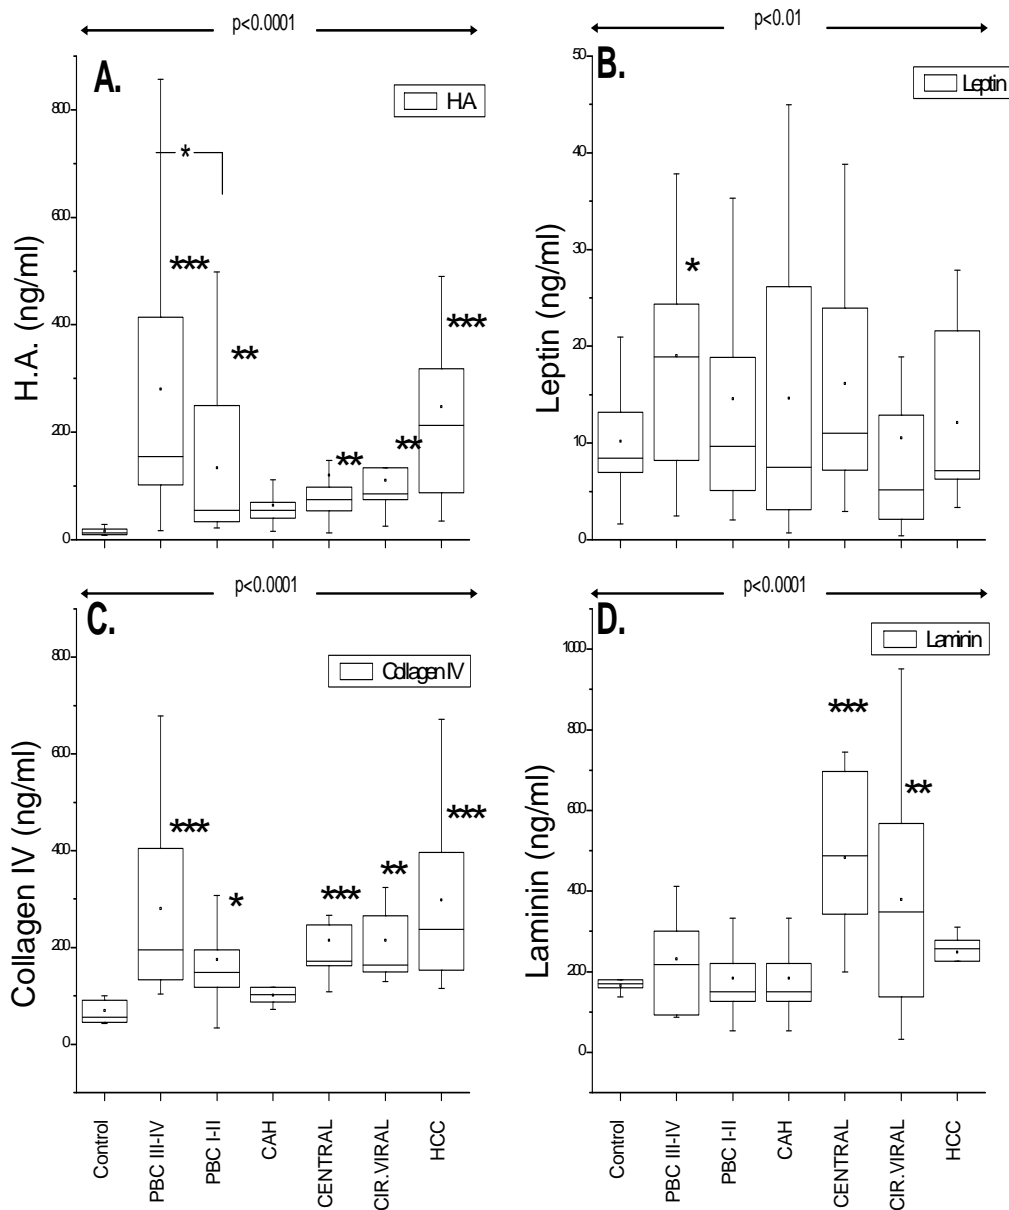 p<0.0001
A.
HA
H.A. (ng/ml)
800
600
400
200
0
*
***
**
**
**
***
p<0.01
B.
Leptin
Leptin (ng/ml)
50
40
30
20
10
0
*
p<0.0001
C.
Collagen IV
Collagen IV (ng/ml)
800
600
400
200
0
***
*
***
**
***
Control
PBC III-IV
PBC I-II
CAH
CENTRAL
CIR.VIRAL
HCC
p<0.0001
D.
Laminin
Laminin (ng/ml)
1000
800
600
400
200
0
***
**
Control
PBC III-IV
PBC I-II
CAH
CENTRAL
CIR.VIRAL
HCC